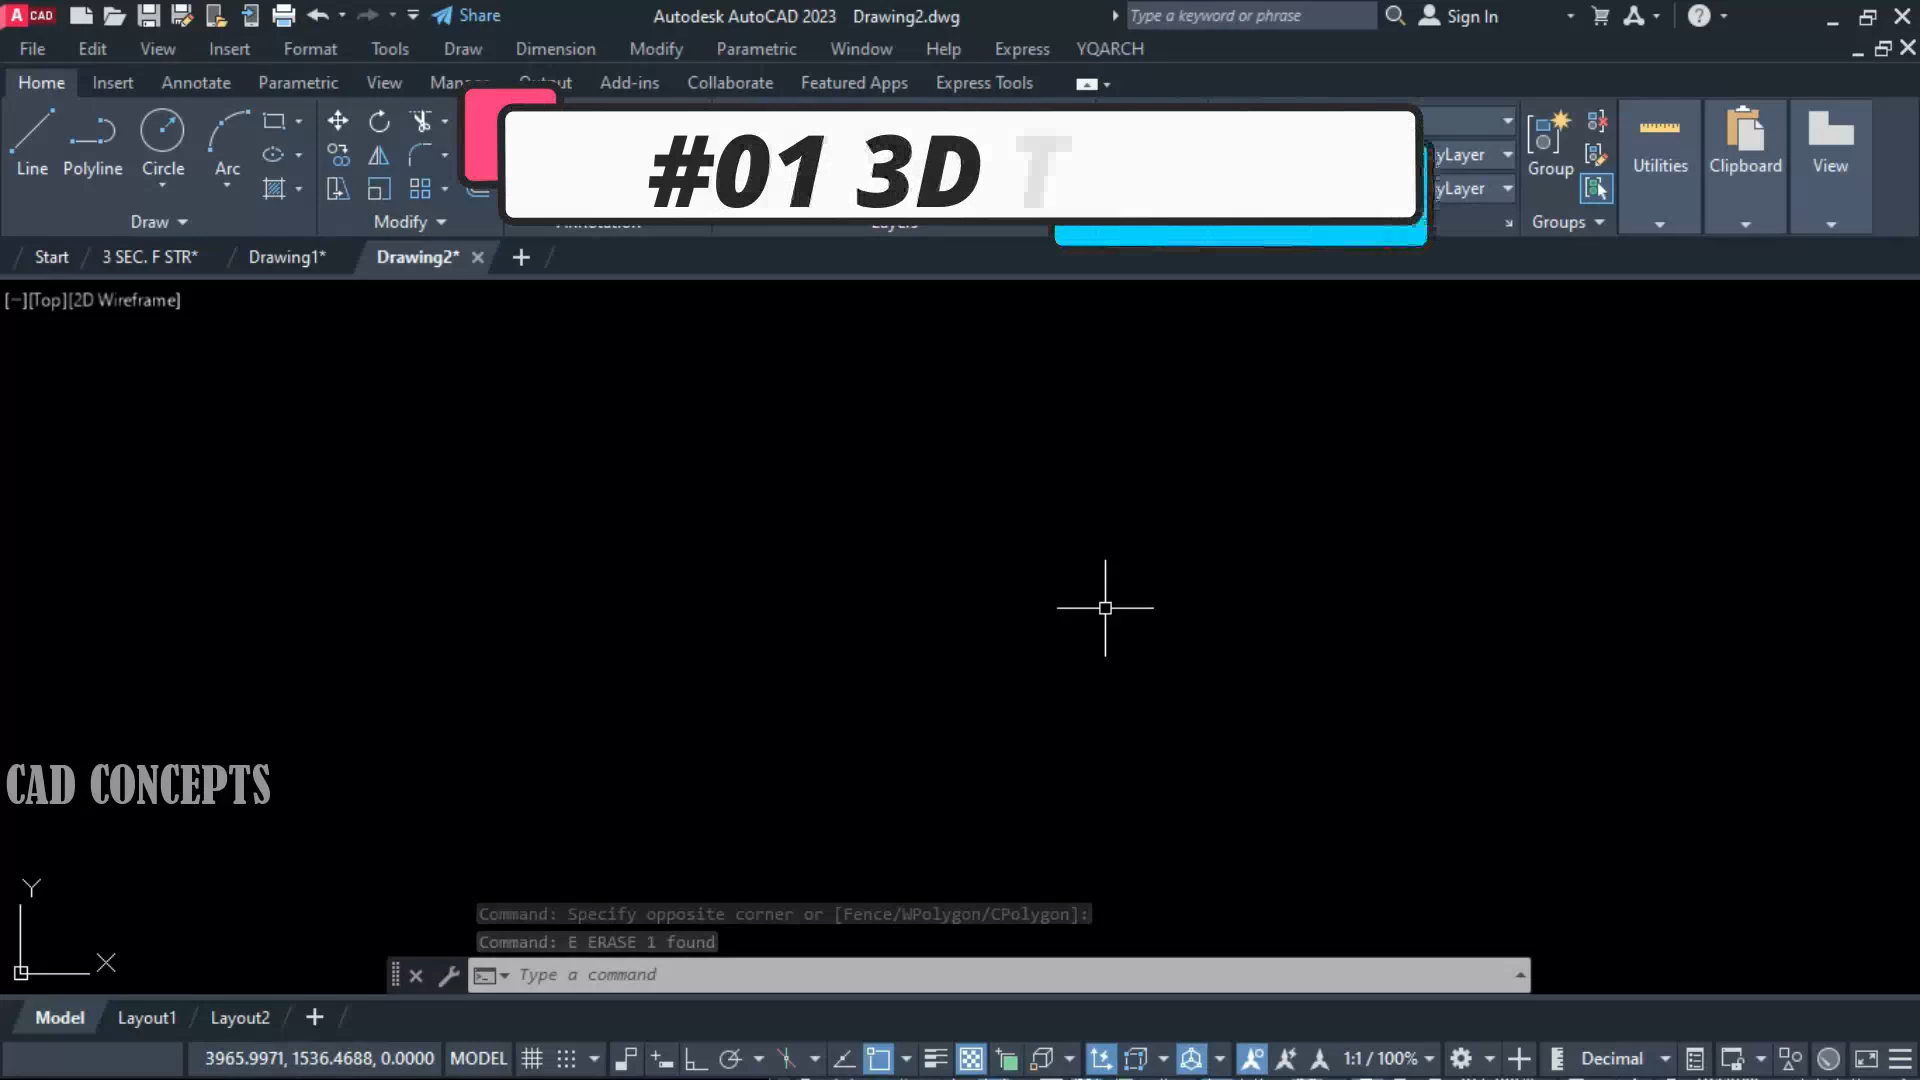 A CAD Share Autodesk AutoCAD 2023 Drawing2.dwg Type a keyword or phrase Sign In
File Edit View Insert Format Tools Draw Dimension Modify Parametric Window Help Express YQARCH
Home Insert Annotate Parametric View Add-ins Collaborate Featured Apps Express Tools
#01 3D T
Line Polyline Circle Arc
yLayer
yLayer
Group Utilities Clipboard View
Draw Modify Groups
Start 3 SEC. F STR* Drawing1* Drawing2*
[−][Top][2D Wireframe]
CAD CONCEPTS
Y
X
Command: Specify opposite corner or [Fence/WPolygon/CPolygon]:
Command: E ERASE 1 found
Type a command
Model Layout1 Layout2
3965.9971, 1536.4688, 0.0000 MODEL 1:1 / 100% Decimal